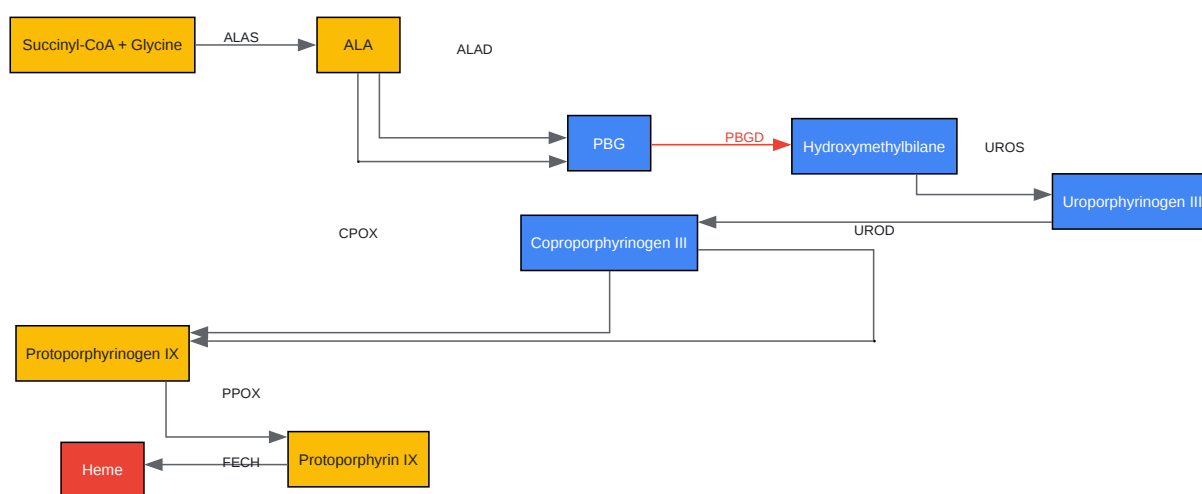 Succinyl-CoA + Glycine
ALAS
ALA
ALAD
PBG
PBGD
Hydroxymethylbilane
UROS
Uroporphyrinogen III
UROD
Coproporphyrinogen III
CPOX
Protoporphyrinogen IX
PPOX
Protoporphyrin IX
FECH
Heme